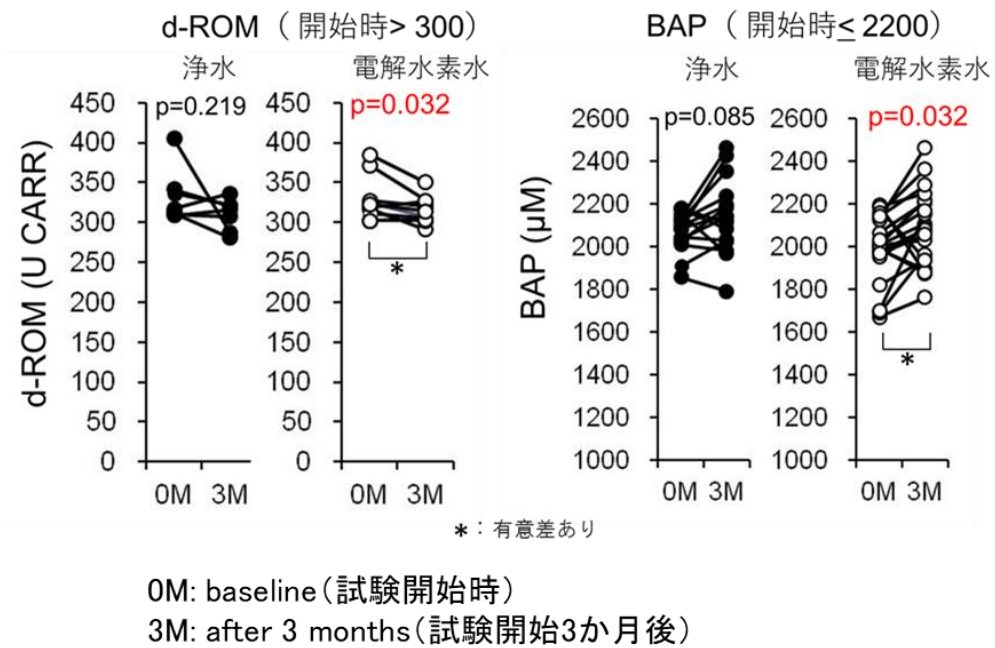 d-ROM （ 開始時> 300）
BAP （ 開始時≤ 2200）
浄水
電解水素水
浄水
電解水素水
p=0.219
p=0.032
p=0.085
p=0.032
d-ROM (U CARR)
450
400
350
300
250
200
150
100
50
0
0M 3M
450
400
350
300
250
200
150
100
50
0
*
0M 3M
BAP (μM)
2600
2400
2200
2000
1800
1600
1400
1200
1000
0M 3M
2600
2400
2200
2000
1800
1600
1400
1200
1000
*
0M 3M
*：有意差あり
0M: baseline（試験開始時）
3M: after 3 months（試験開始3か月後）